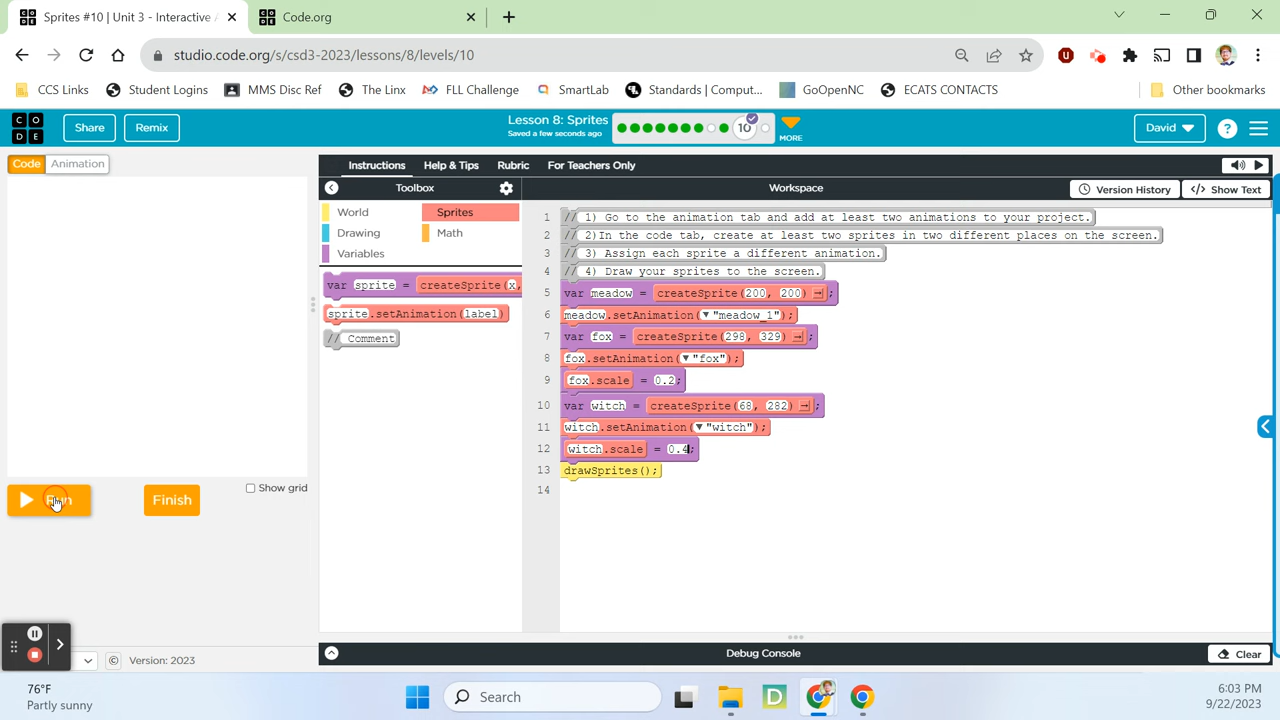 Sprites #10 | Unit 3 - Interactive
Code.org
studio.code.org/s/csd3-2023/lessons/8/levels/10
CCS Links
Student Logins
MMS Disc Ref
The Linx
FLL Challenge
SmartLab
Standards | Comput...
GoOpenNC
ECATS CONTACTS
Other bookmarks
CODE
Share
Remix
Lesson 8: Sprites
Saved a few seconds ago
10
MORE
David
?
Code
Animation
Instructions
Help & Tips
Rubric
For Teachers Only
Toolbox
Workspace
Version History
</> Show Text
World
Sprites
Drawing
Math
Variables
var sprite = createSprite(x,
sprite.setAnimation(label)
// Comment
1 // 1) Go to the animation tab and add at least two animations to your project.
2 // 2)In the code tab, create at least two sprites in two different places on the screen.
3 // 3) Assign each sprite a different animation.
4 // 4) Draw your sprites to the screen.
5 var meadow = createSprite(200, 200);
6 meadow.setAnimation(▼"meadow_1");
7 var fox = createSprite(298, 329);
8 fox.setAnimation(▼"fox");
9 fox.scale = 0.2;
10 var witch = createSprite(68, 282);
11 witch.setAnimation(▼"witch");
12 witch.scale = 0.4;
13 drawSprites();
14
Finish
Show grid
© Version: 2023
Debug Console
Clear
76°F
Partly sunny
Search
D
6:03 PM
9/22/2023